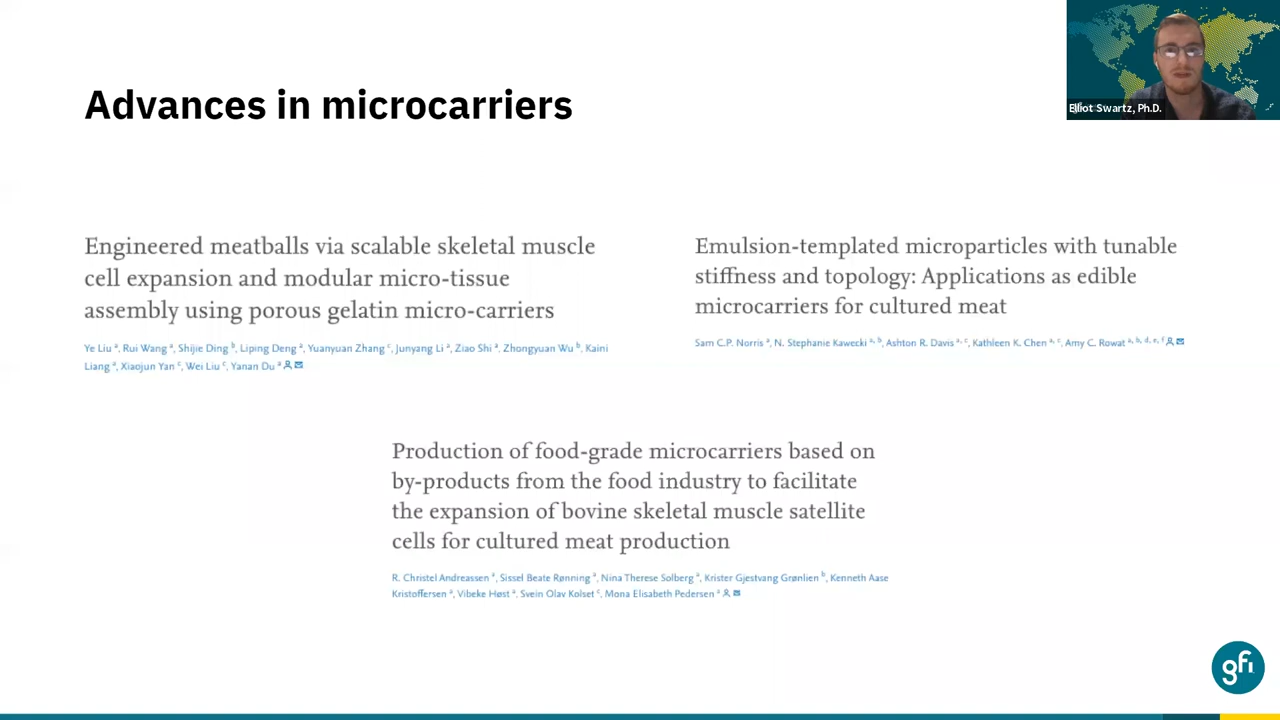 Advances in microcarriers
Elliot Swartz, Ph.D.
Engineered meatballs via scalable skeletal muscle
cell expansion and modular micro-tissue
assembly using porous gelatin micro-carriers
Ye Liu a, Rui Wang a, Shijie Ding b, Liping Deng a, Yuanyuan Zhang c, Junyang Li a, Ziao Shi a, Zhongyuan Wu b, Kaini
Liang a, Xiaojun Yan c, Wei Liu c, Yanan Du a
Emulsion-templated microparticles with tunable
stiffness and topology: Applications as edible
microcarriers for cultured meat
Sam C.P. Norris a, N. Stephanie Kawecki a, b, Ashton R. Davis a, c, Kathleen K. Chen a, c, Amy C. Rowat a, b, d, e, f
Production of food-grade microcarriers based on
by-products from the food industry to facilitate
the expansion of bovine skeletal muscle satellite
cells for cultured meat production
R. Christel Andreassen a, Sissel Beate Rønning a, Nina Therese Solberg a, Krister Gjestvang Grønlien b, Kenneth Aase
Kristoffersen a, Vibeke Høst a, Svein Olav Kolset c, Mona Elisabeth Pedersen a
gfi